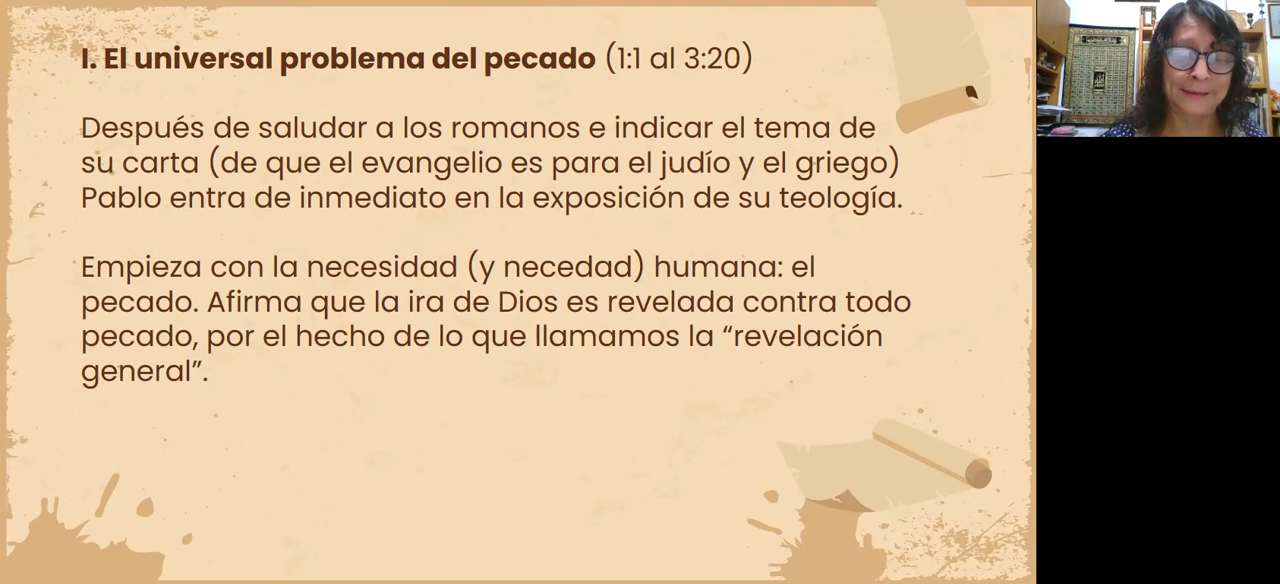 I. El universal problema del pecado (1:1 al 3:20)
Después de saludar a los romanos e indicar el tema de
su carta (de que el evangelio es para el judío y el griego)
Pablo entra de inmediato en la exposición de su teología.
Empieza con la necesidad (y necedad) humana: el
pecado. Afirma que la ira de Dios es revelada contra todo
pecado, por el hecho de lo que llamamos la “revelación
general”.